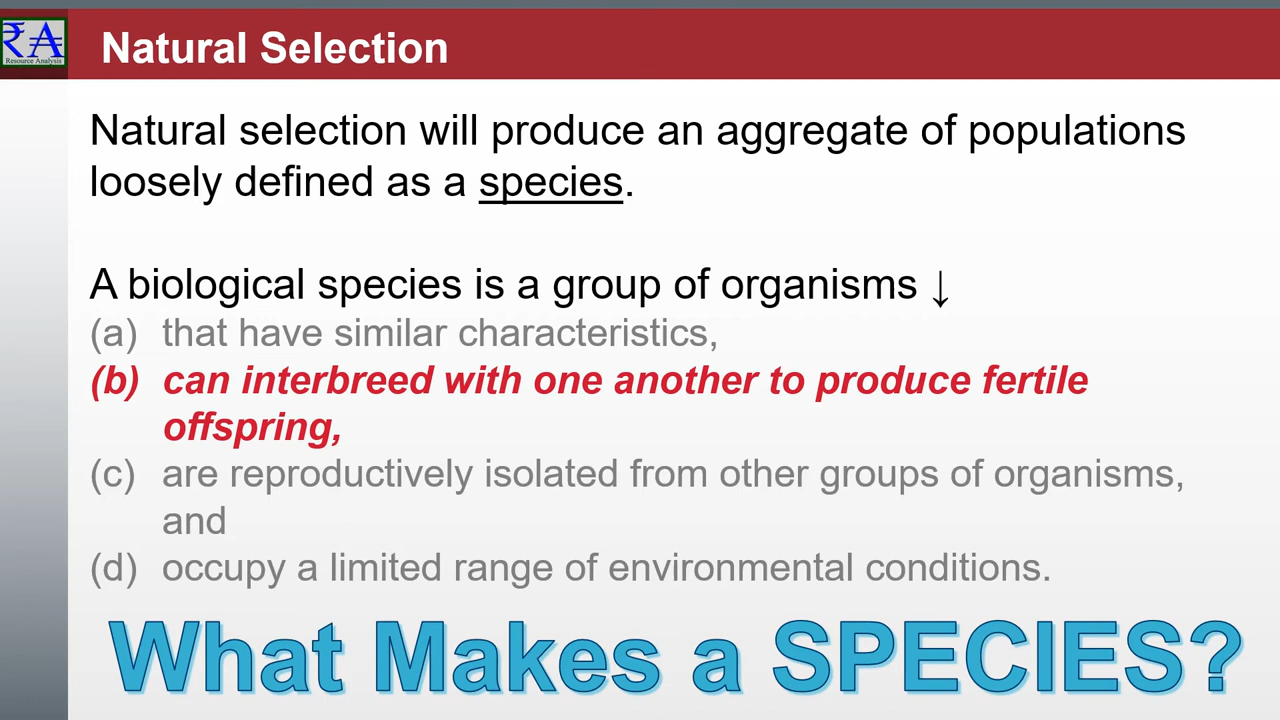 ₹A
Resource Analysis
Natural Selection
Natural selection will produce an aggregate of populations
loosely defined as a species.
A biological species is a group of organisms ↓
(a) that have similar characteristics,
(b) can interbreed with one another to produce fertile
offspring,
(c) are reproductively isolated from other groups of organisms,
and
(d) occupy a limited range of environmental conditions.
What Makes a SPECIES?